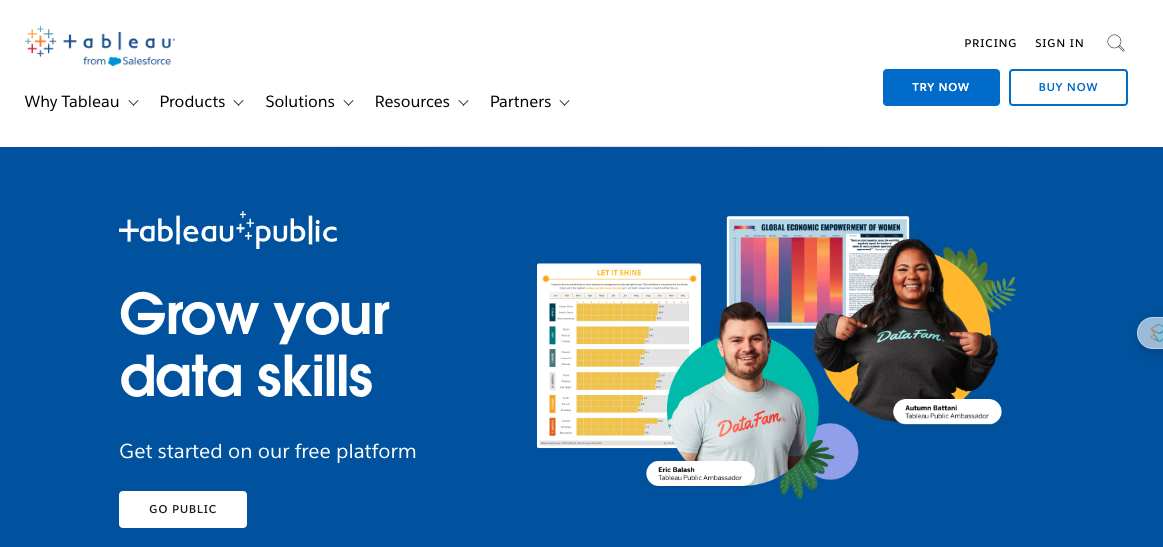 tableau
from Salesforce
PRICING
SIGN IN
TRY NOW
BUY NOW
Why Tableau
Products
Solutions
Resources
Partners
tableau public
Grow your
data skills
Get started on our free platform
GO PUBLIC
LET IT SHINE
GLOBAL ECONOMIC EMPOWERMENT OF WOMEN
DataFam
DataFam
Autumn Battani
Tableau Public Ambassador
Eric Balash
Tableau Public Ambassador